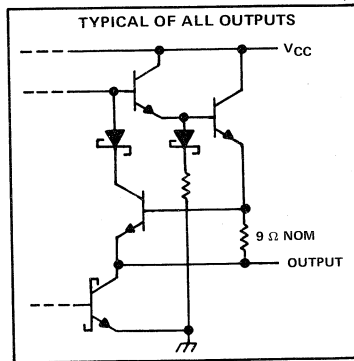 TYPICAL OF ALL OUTPUTS
VCC
9 Ω NOM
OUTPUT